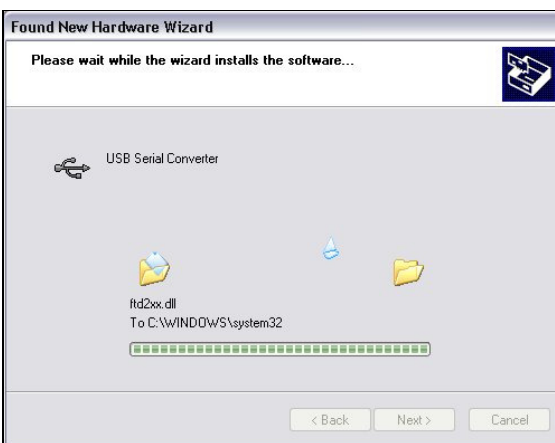 Found New Hardware Wizard
Please wait while the wizard installs the software...
USB Serial Converter
ftd2xx.dll
To C:\WINDOWS\system32
< Back
Next >
Cancel